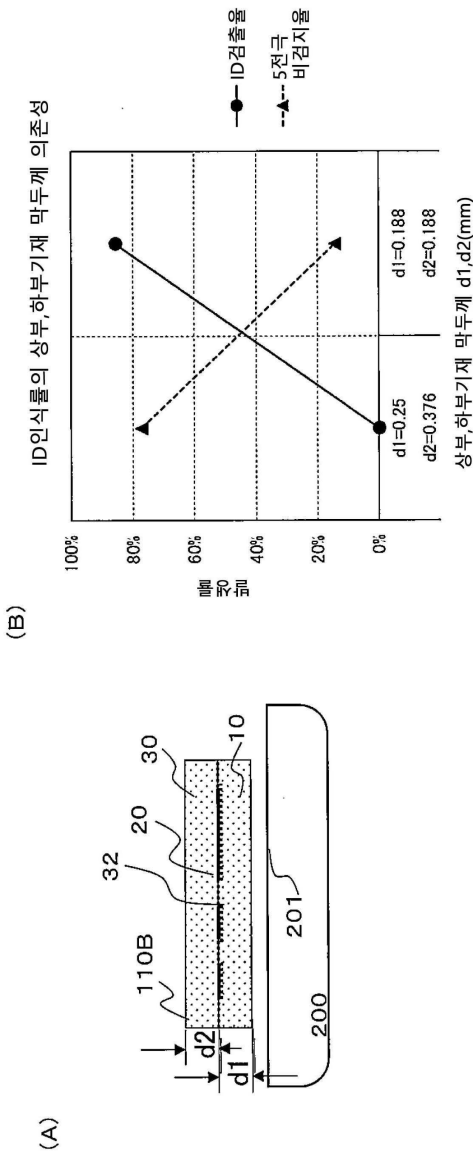 (A)
110B
32
20
30
10
d2
d1
201
200
(B)
ID인식률의 상부,하부기재 막두께 의존성
100%
80%
60%
40%
20%
0%
발생률
d1=0.25
d2=0.376
d1=0.188
d2=0.188
상부,하부기재 막두께 d1,d2(mm)
ID검출율
5전극
비검지율